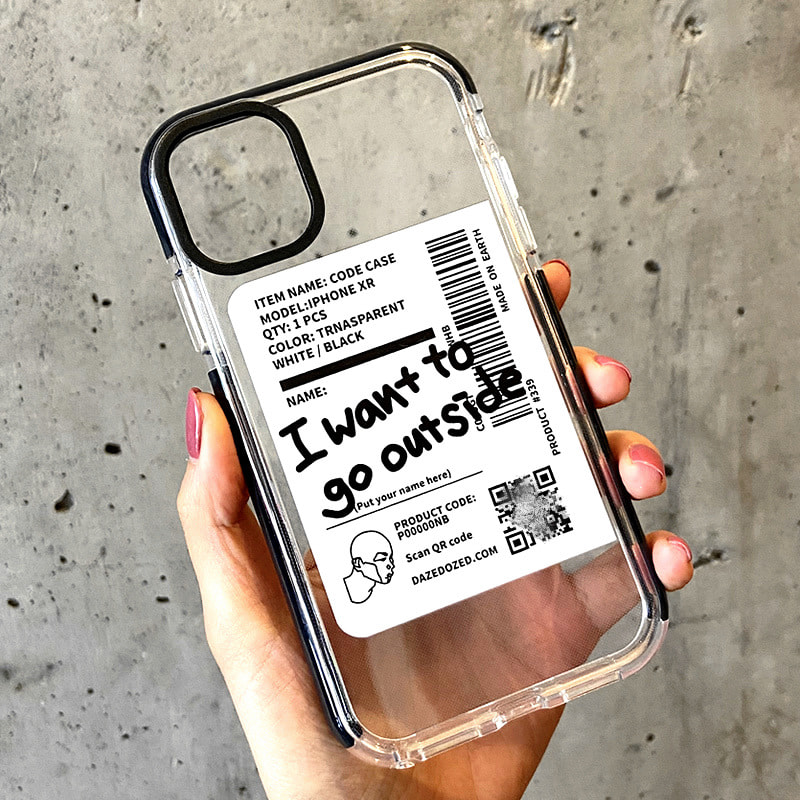 ITEM NAME: CODE CASE
MODEL:IPHONE XR
QTY: 1 PCS
COLOR: TRNASPARENT
WHITE / BLACK
NAME:
I want to
go outside
(Put your name here)
PRODUCT CODE:
P00000NB
Scan QR code
DAZEDOZED.COM
MADE ON EARTH
PRODUCT #339